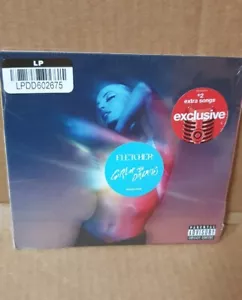 LP
LPDD602675
+2
extra songs
exclusive
FLETCHER
GIRL OF MY DREAMS
PARENTAL
ADVISORY
EXPLICIT CONTENT